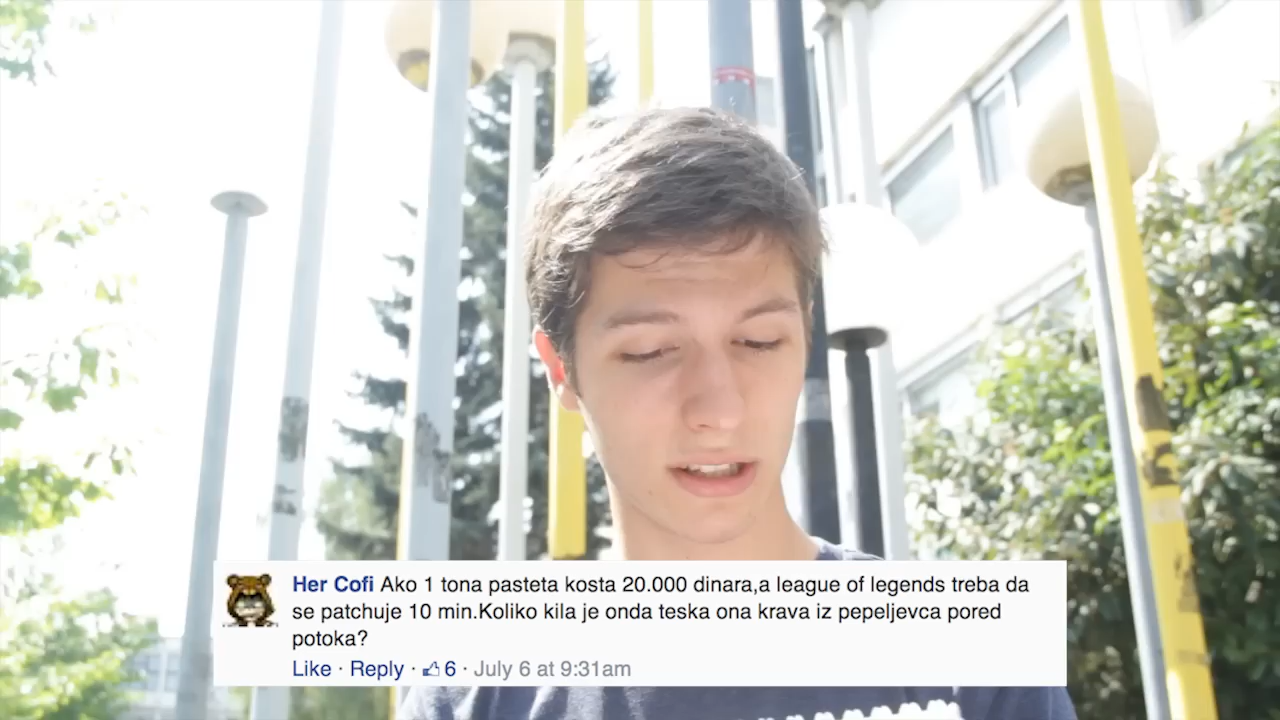 Her Cofi Ako 1 tona pasteta kosta 20.000 dinara,a league of legends treba da
se patchuje 10 min.Koliko kila je onda teska ona krava iz pepeljevca pored
potoka?
Like · Reply · 6 · July 6 at 9:31am